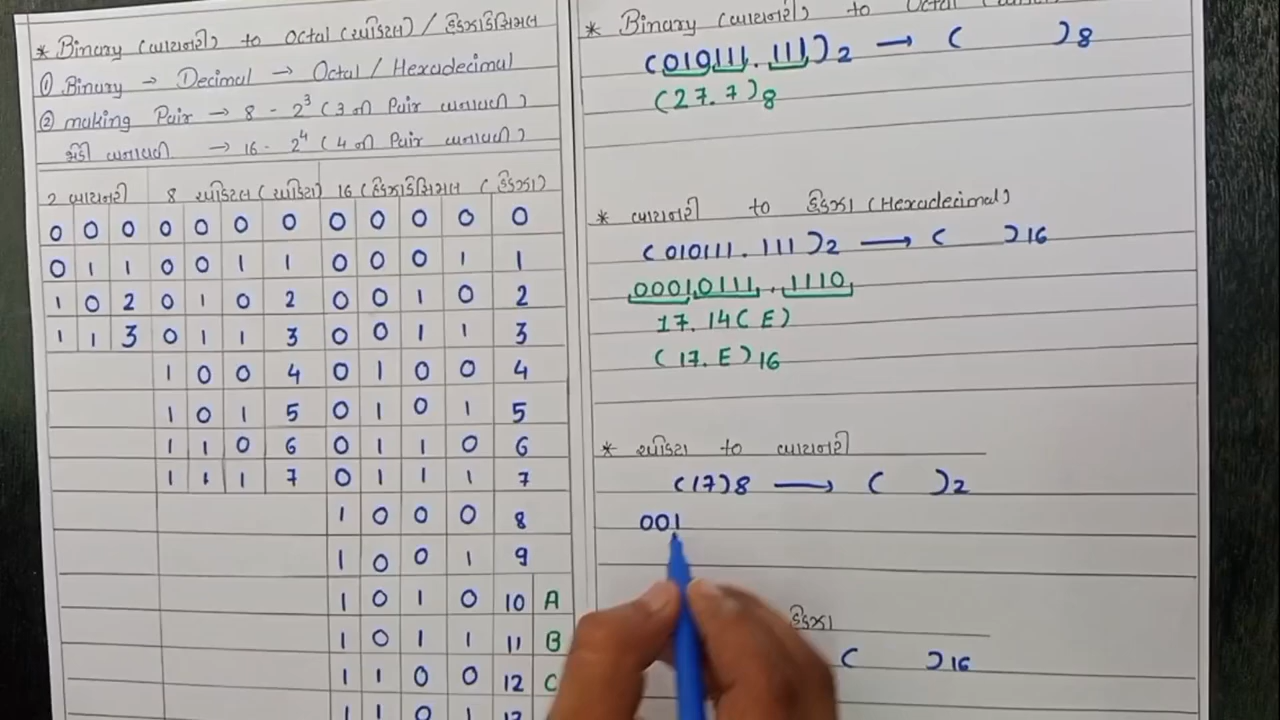 * Binary (બાયનરી) to Octal (ઓક્ટિલ) / હેક્ઝાડેસિમલ
① Binary → Decimal → Octal / Hexadecimal
② making Pair → 8 - 2³ (3 ની Pair બનાવવી)
બનાવવી → 16 - 2⁴ (4 ની Pair બનાવવી)
2 બાયનરી 8 16
0 0 0 0 0 0 0 0 0 0 0 0
0 1 1 0 0 1 1 0 0 0 1 1
1 0 2 0 1 0 2 0 0 1 0 2
1 1 3 0 1 1 3 0 0 1 1 3
1 0 0 4 0 1 0 0 4
1 0 1 5 0 1 0 1 5
1 1 0 6 0 1 1 0 6
1 1 1 7 0 1 1 1 7
1 0 0 0 8
1 0 0 1 9
1 0 1 0 10 A
1 0 1 1 11 B
1 1 0 0 12 C
1 1 0 1
* Binary (બાયનરી) to Octal
(010111.111)2 → ( )8
(27.7)8
* બાયનરી to હેક્ઝા (Hexadecimal)
(010111.111)2 → ( )16
00010111.1110
17.14(E)
(17.E)16
* to બાયનરી
(17)8 → ( )2
001
હેક્ઝા
( )16